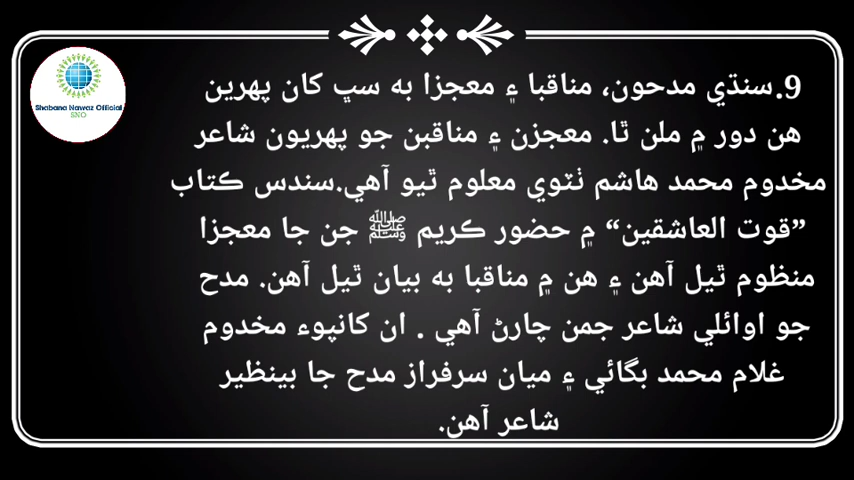 Shabana Nawaz Official
SNO
9.سنڌي مدحون، مناقبا ۽ معجزا به سڀ کان پهرين
هن دور ۾ ملن ٿا. معجزن ۽ مناقبن جو پهريون شاعر
مخدوم محمد هاشم ٺٽوي معلوم ٿيو آهي.سندس ڪتاب
”قوت العاشقين“ ۾ حضور ڪريم ﷺ جن جا معجزا
منظوم ٿيل آهن ۽ هن ۾ مناقبا به بيان ٿيل آهن. مدح
جو اوائلي شاعر جمن چارڻ آهي . ان کانپوء مخدوم
غلام محمد بگائي ۽ ميان سرفراز مدح جا بينظير
شاعر آهن.